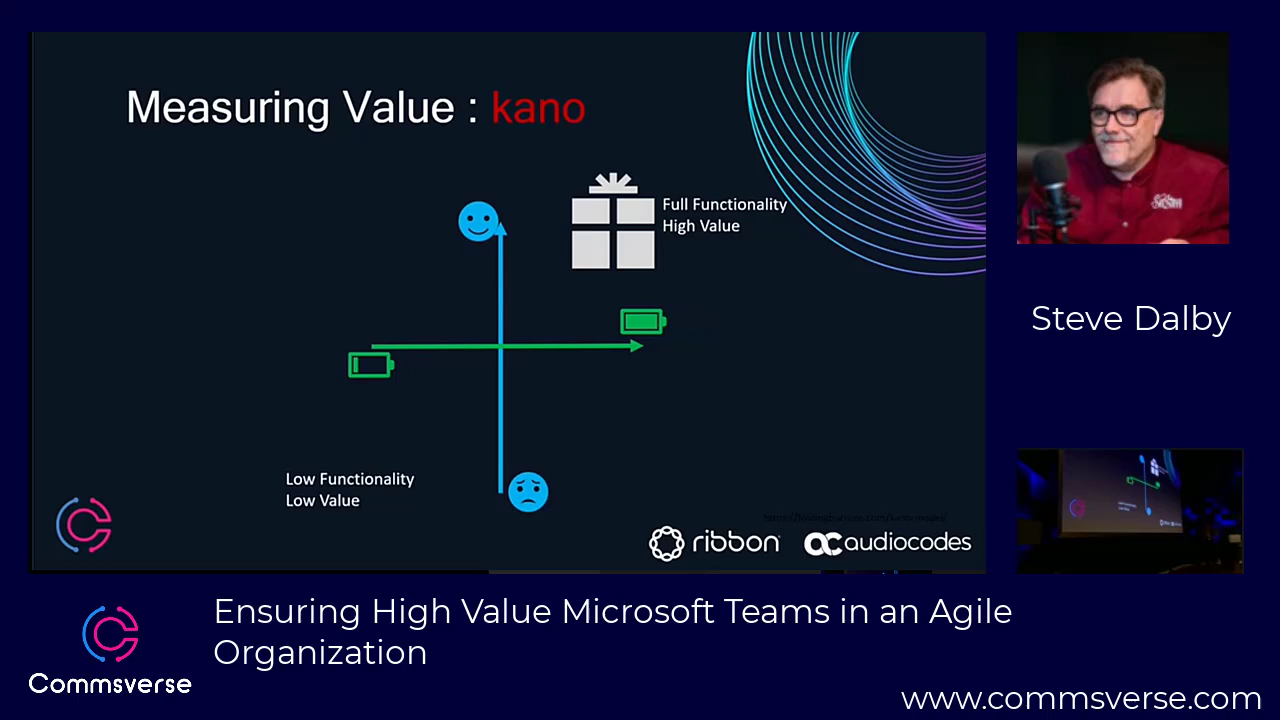 Measuring Value : kano
Full Functionality
High Value
Low Functionality
Low Value
ribbon
audiocodes
Steve Dalby
Ensuring High Value Microsoft Teams in an Agile
Organization
Commsverse
www.commsverse.com